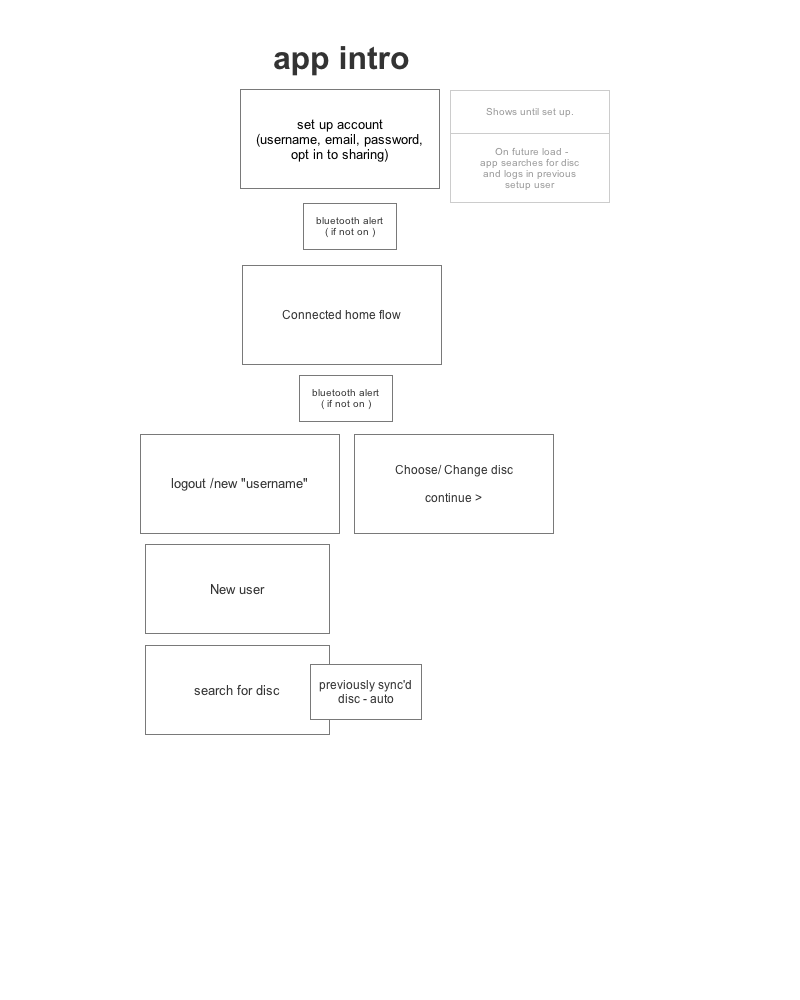 app intro
set up account
(username, email, password,
opt in to sharing)
Shows until set up.
On future load -
app searches for disc
and logs in previous
setup user
bluetooth alert
( if not on )
Connected home flow
bluetooth alert
( if not on )
logout /new "username"
Choose/ Change disc
continue >
New user
search for disc
previously sync'd
disc - auto